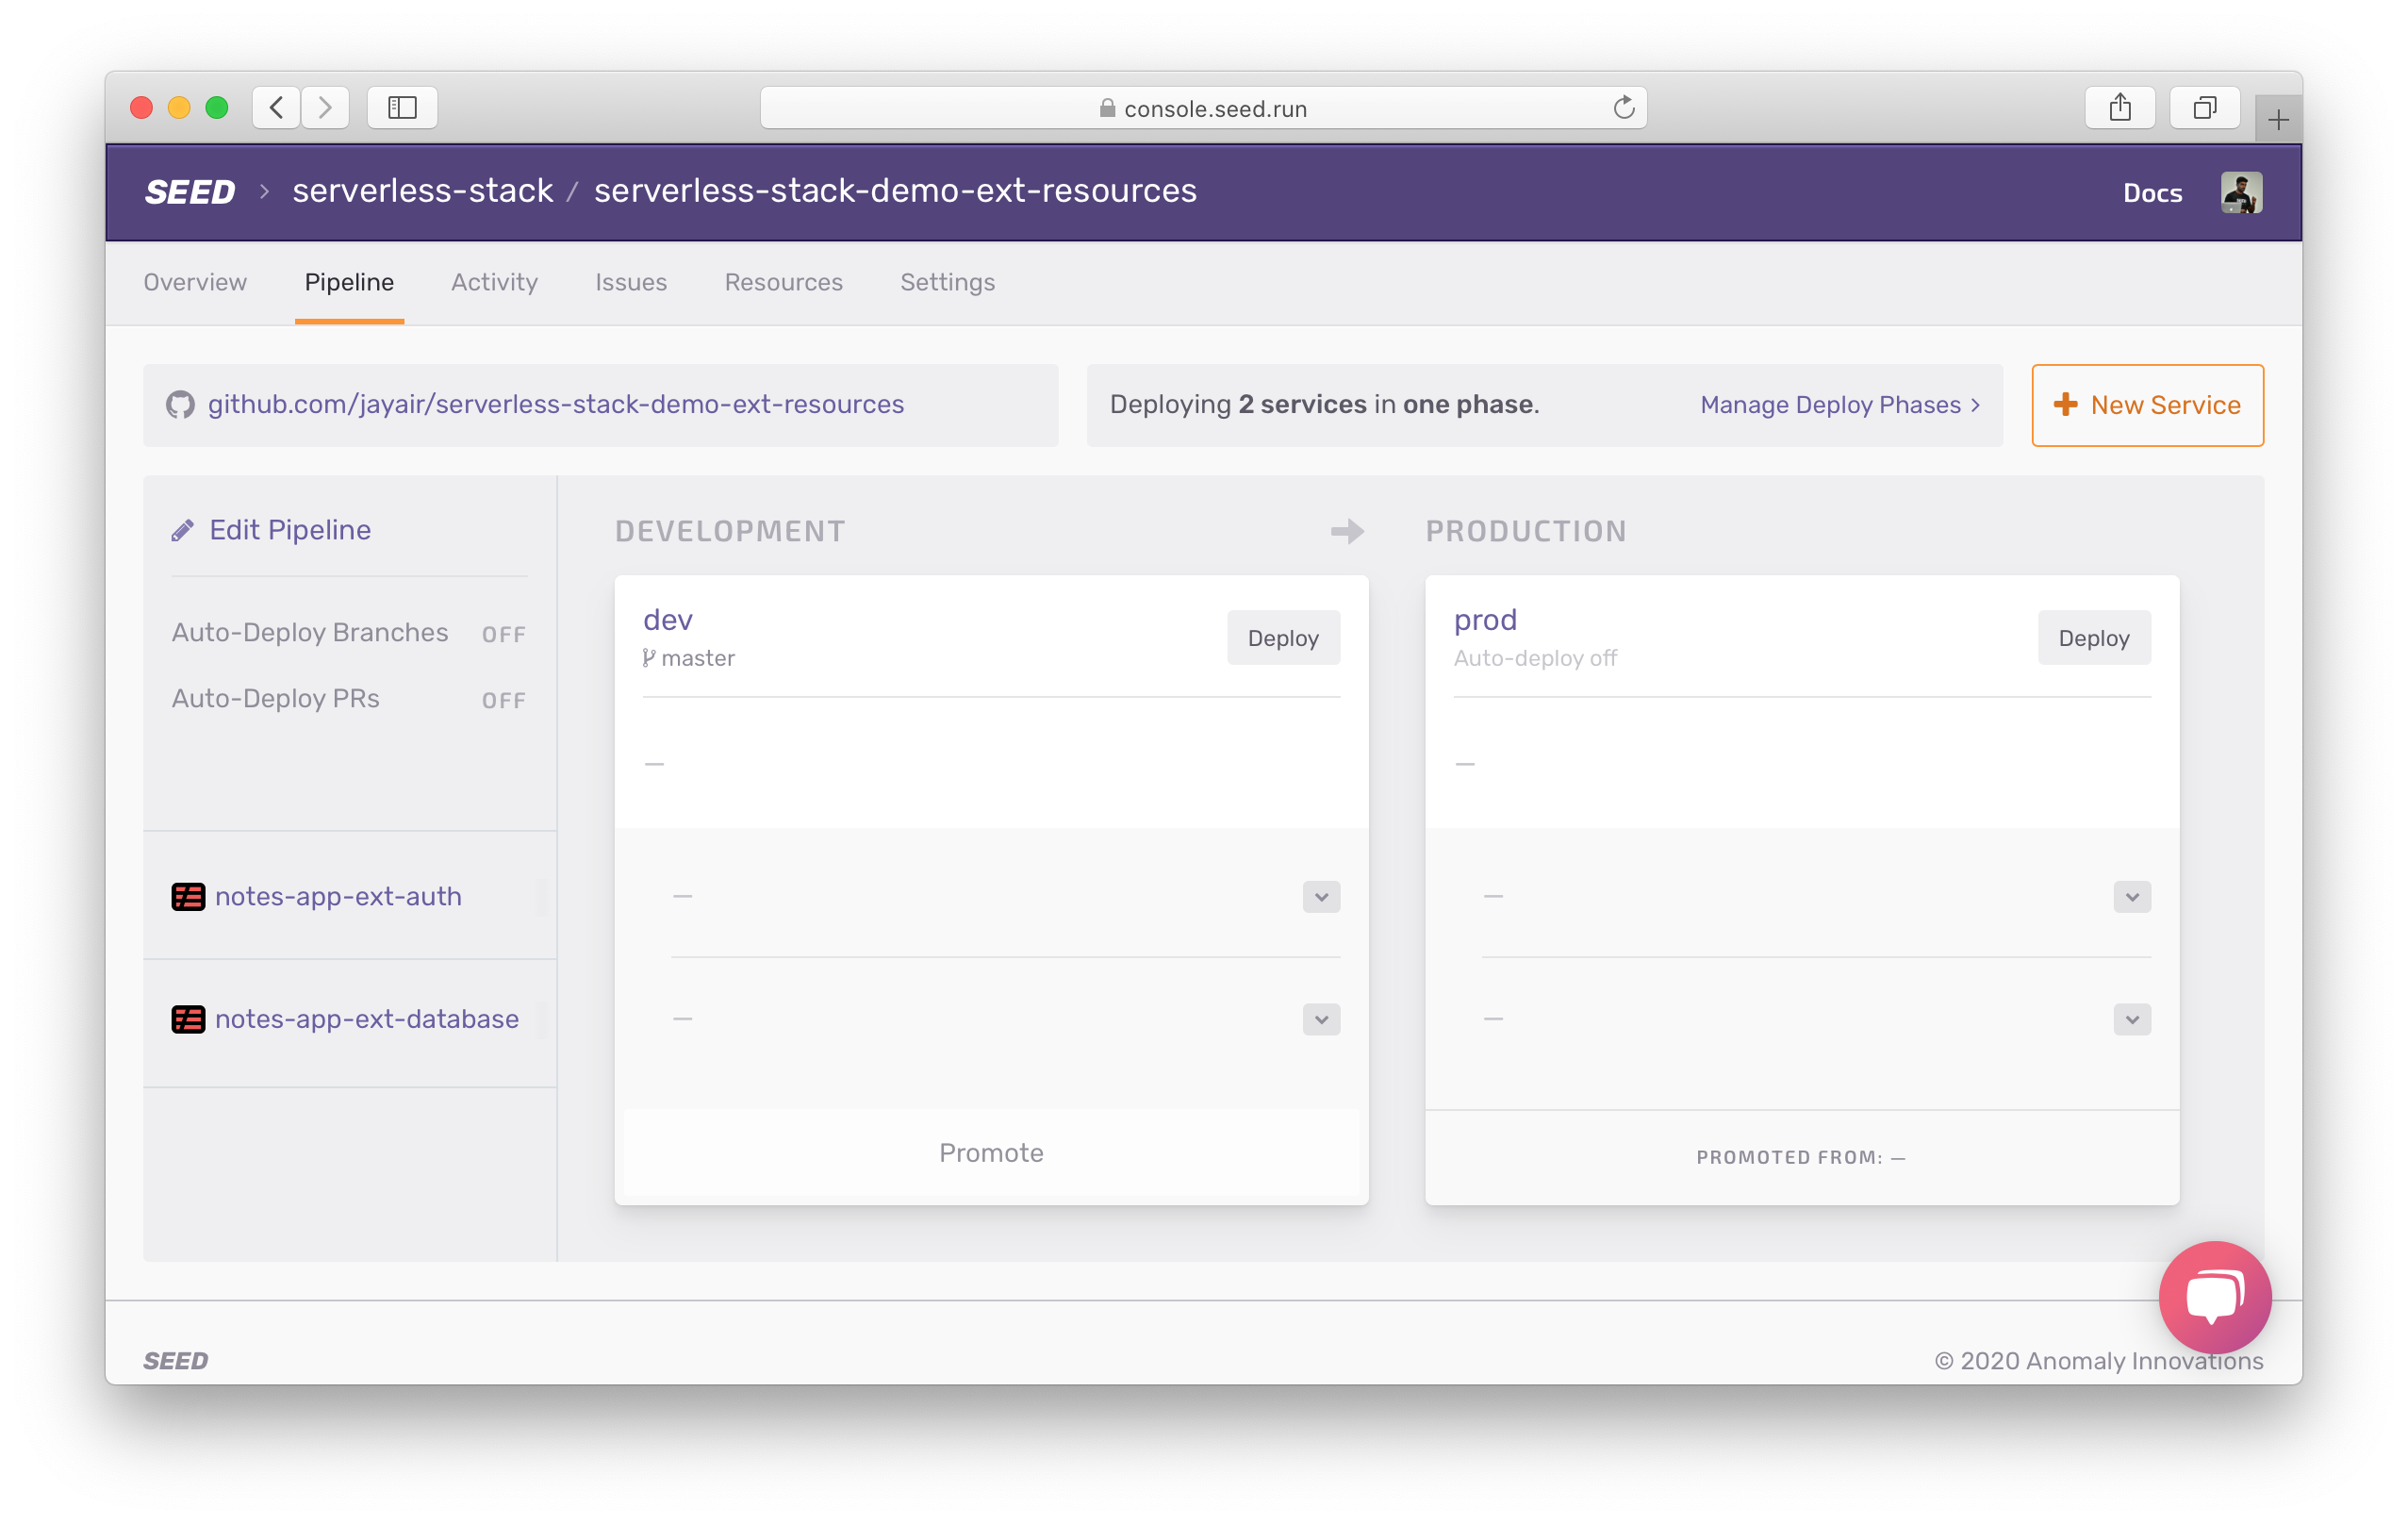 console.seed.run
SEED > serverless-stack / serverless-stack-demo-ext-resources
Docs
Overview Pipeline Activity Issues Resources Settings
github.com/jayair/serverless-stack-demo-ext-resources
Deploying 2 services in one phase.
Manage Deploy Phases >
+ New Service
Edit Pipeline
Auto-Deploy Branches OFF
Auto-Deploy PRs OFF
notes-app-ext-auth
notes-app-ext-database
DEVELOPMENT
dev
master
Deploy
—
—
—
Promote
PRODUCTION
prod
Auto-deploy off
Deploy
—
—
—
PROMOTED FROM: —
SEED
© 2020 Anomaly Innovations